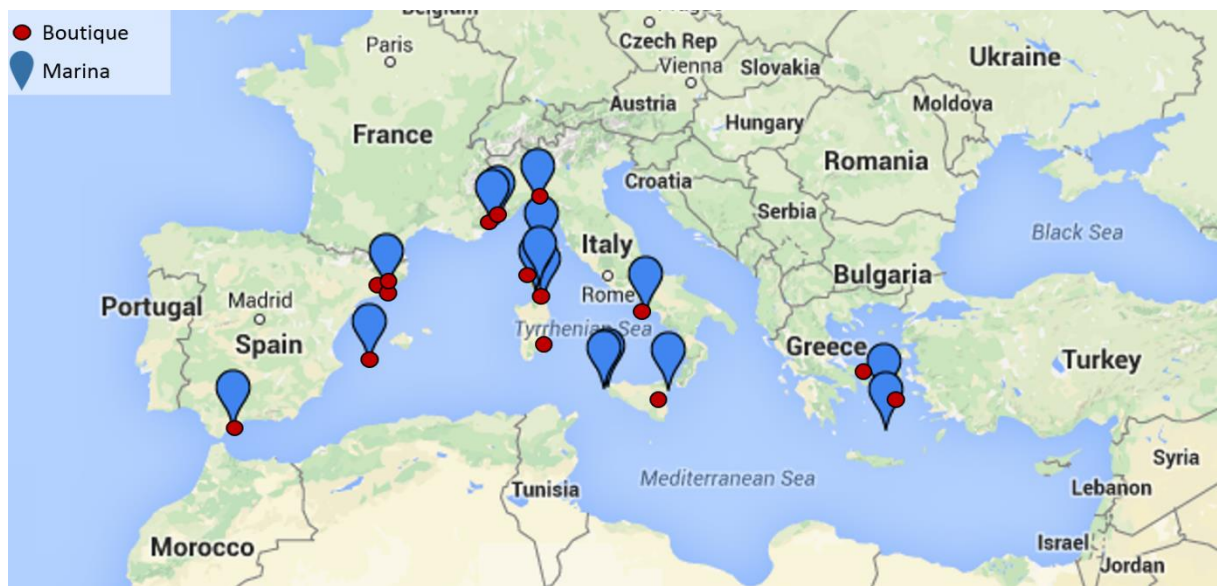 Boutique
Marina
Belgium
Prague
Paris
Czech Rep
Vienna
Slovakia
Ukraine
Austria
Moldova
France
Hungary
Romania
Croatia
Serbia
Italy
Black Sea
Bulgaria
Portugal
Madrid
Rome
Spain
Tyrrhenian Sea
Greece
Turkey
Syria
Mediterranean Sea
Tunisia
Lebanon
Morocco
Israel
Jordan